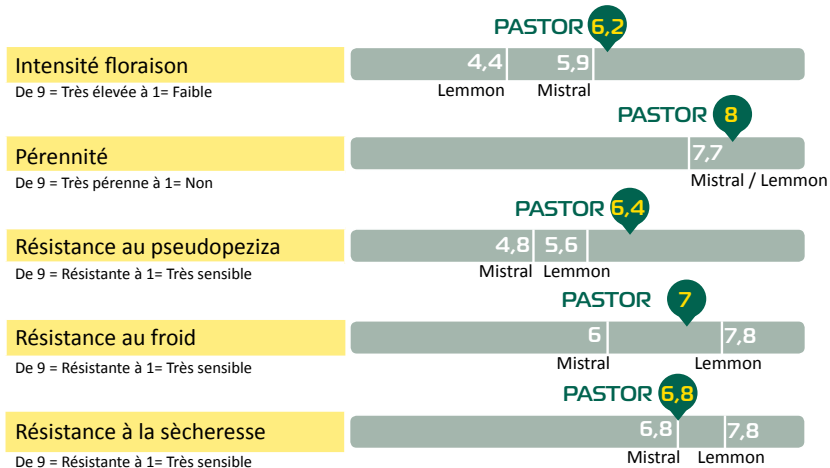 PASTOR 6,2
Intensité floraison
4,4 5,9
De 9 = Très élevée à 1= Faible
Lemmon Mistral
PASTOR 8
Pérennité
7,7
De 9 = Très pérenne à 1= Non
Mistral / Lemmon
PASTOR 6,4
Résistance au pseudopeziza
4,8 5,6
De 9 = Résistante à 1= Très sensible
Mistral Lemmon
PASTOR 7
Résistance au froid
6 7,8
De 9 = Résistante à 1= Très sensible
Mistral Lemmon
PASTOR 6,8
Résistance à la sècheresse
6,8 7,8
De 9 = Résistante à 1= Très sensible
Mistral Lemmon